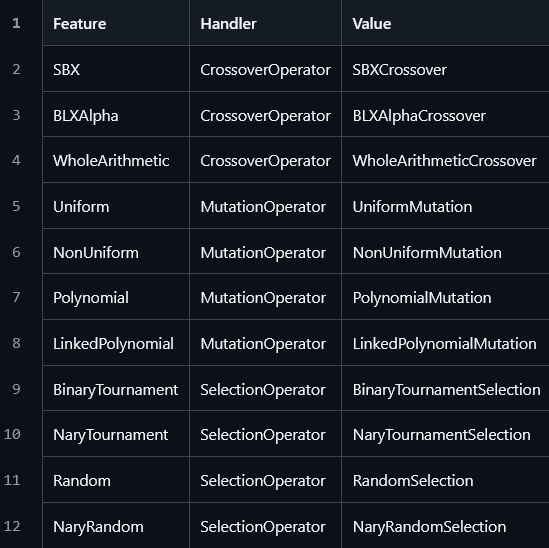 1 Feature Handler Value
2 SBX CrossoverOperator SBXCrossover
3 BLXAlpha CrossoverOperator BLXAlphaCrossover
4 WholeArithmetic CrossoverOperator WholeArithmeticCrossover
5 Uniform MutationOperator UniformMutation
6 NonUniform MutationOperator NonUniformMutation
7 Polynomial MutationOperator PolynomialMutation
8 LinkedPolynomial MutationOperator LinkedPolynomialMutation
9 BinaryTournament SelectionOperator BinaryTournamentSelection
10 NaryTournament SelectionOperator NaryTournamentSelection
11 Random SelectionOperator RandomSelection
12 NaryRandom SelectionOperator NaryRandomSelection